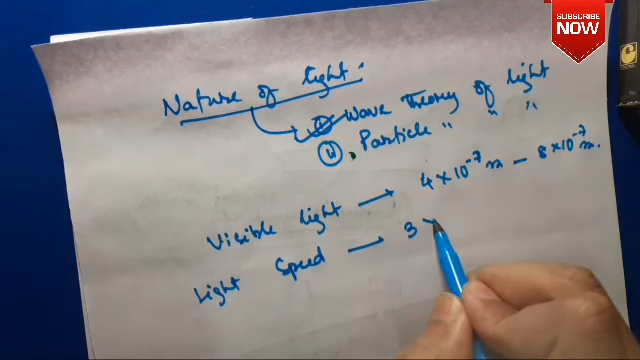 SUBSCRIBE
NOW
Nature of light :
(i) Wave Theory of light
(ii) Particle " " "
Visible light → 4×10⁻⁷ m – 8×10⁻⁷ m.
Light Speed → 3